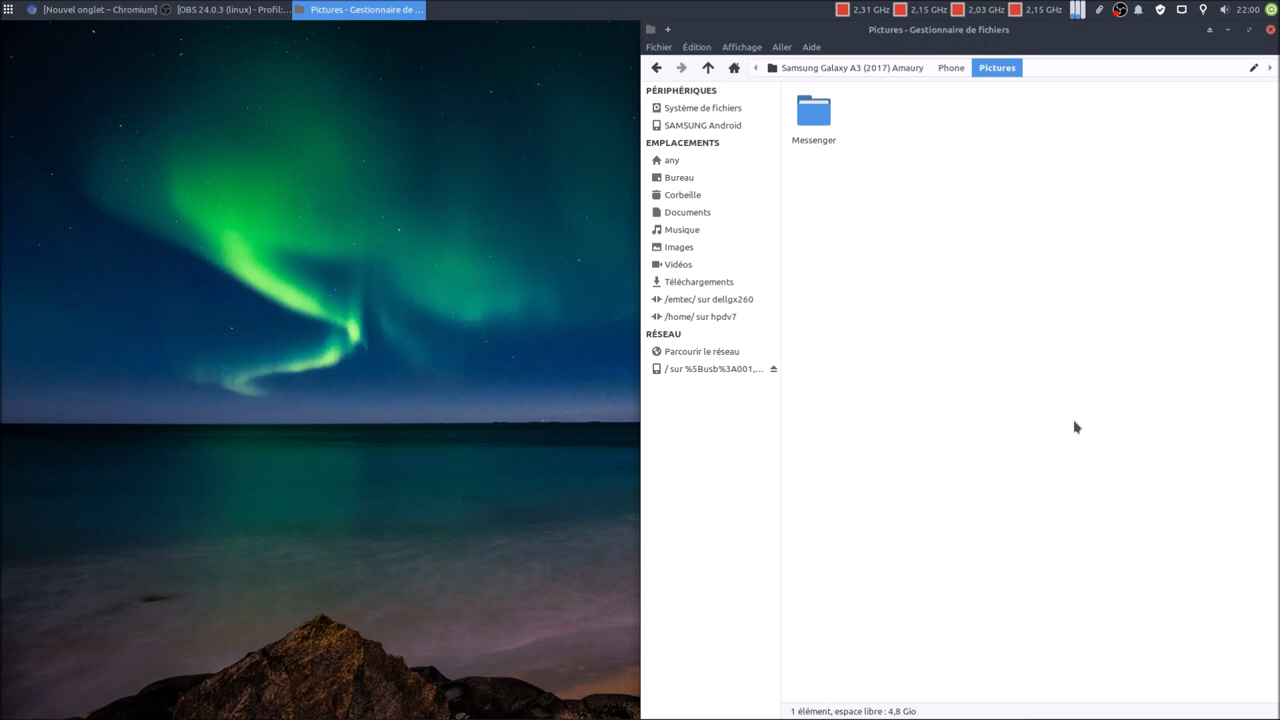 [Nouvel onglet – Chromium] [OBS 24.0.3 (linux) - Profil:... Pictures - Gestionnaire de ... 2,31 GHz 2,15 GHz 2,03 GHz 2,15 GHz 22:00
Pictures - Gestionnaire de fichiers
Fichier Édition Affichage Aller Aide
Samsung Galaxy A3 (2017) Amaury Phone Pictures
PÉRIPHÉRIQUES
Système de fichiers
SAMSUNG Android
EMPLACEMENTS
any
Bureau
Corbeille
Documents
Musique
Images
Vidéos
Téléchargements
/emtec/ sur dellgx260
/home/ sur hpdv7
RÉSEAU
Parcourir le réseau
/ sur %5Busb%3A001,...
Messenger
1 élément, espace libre : 4,8 Gio